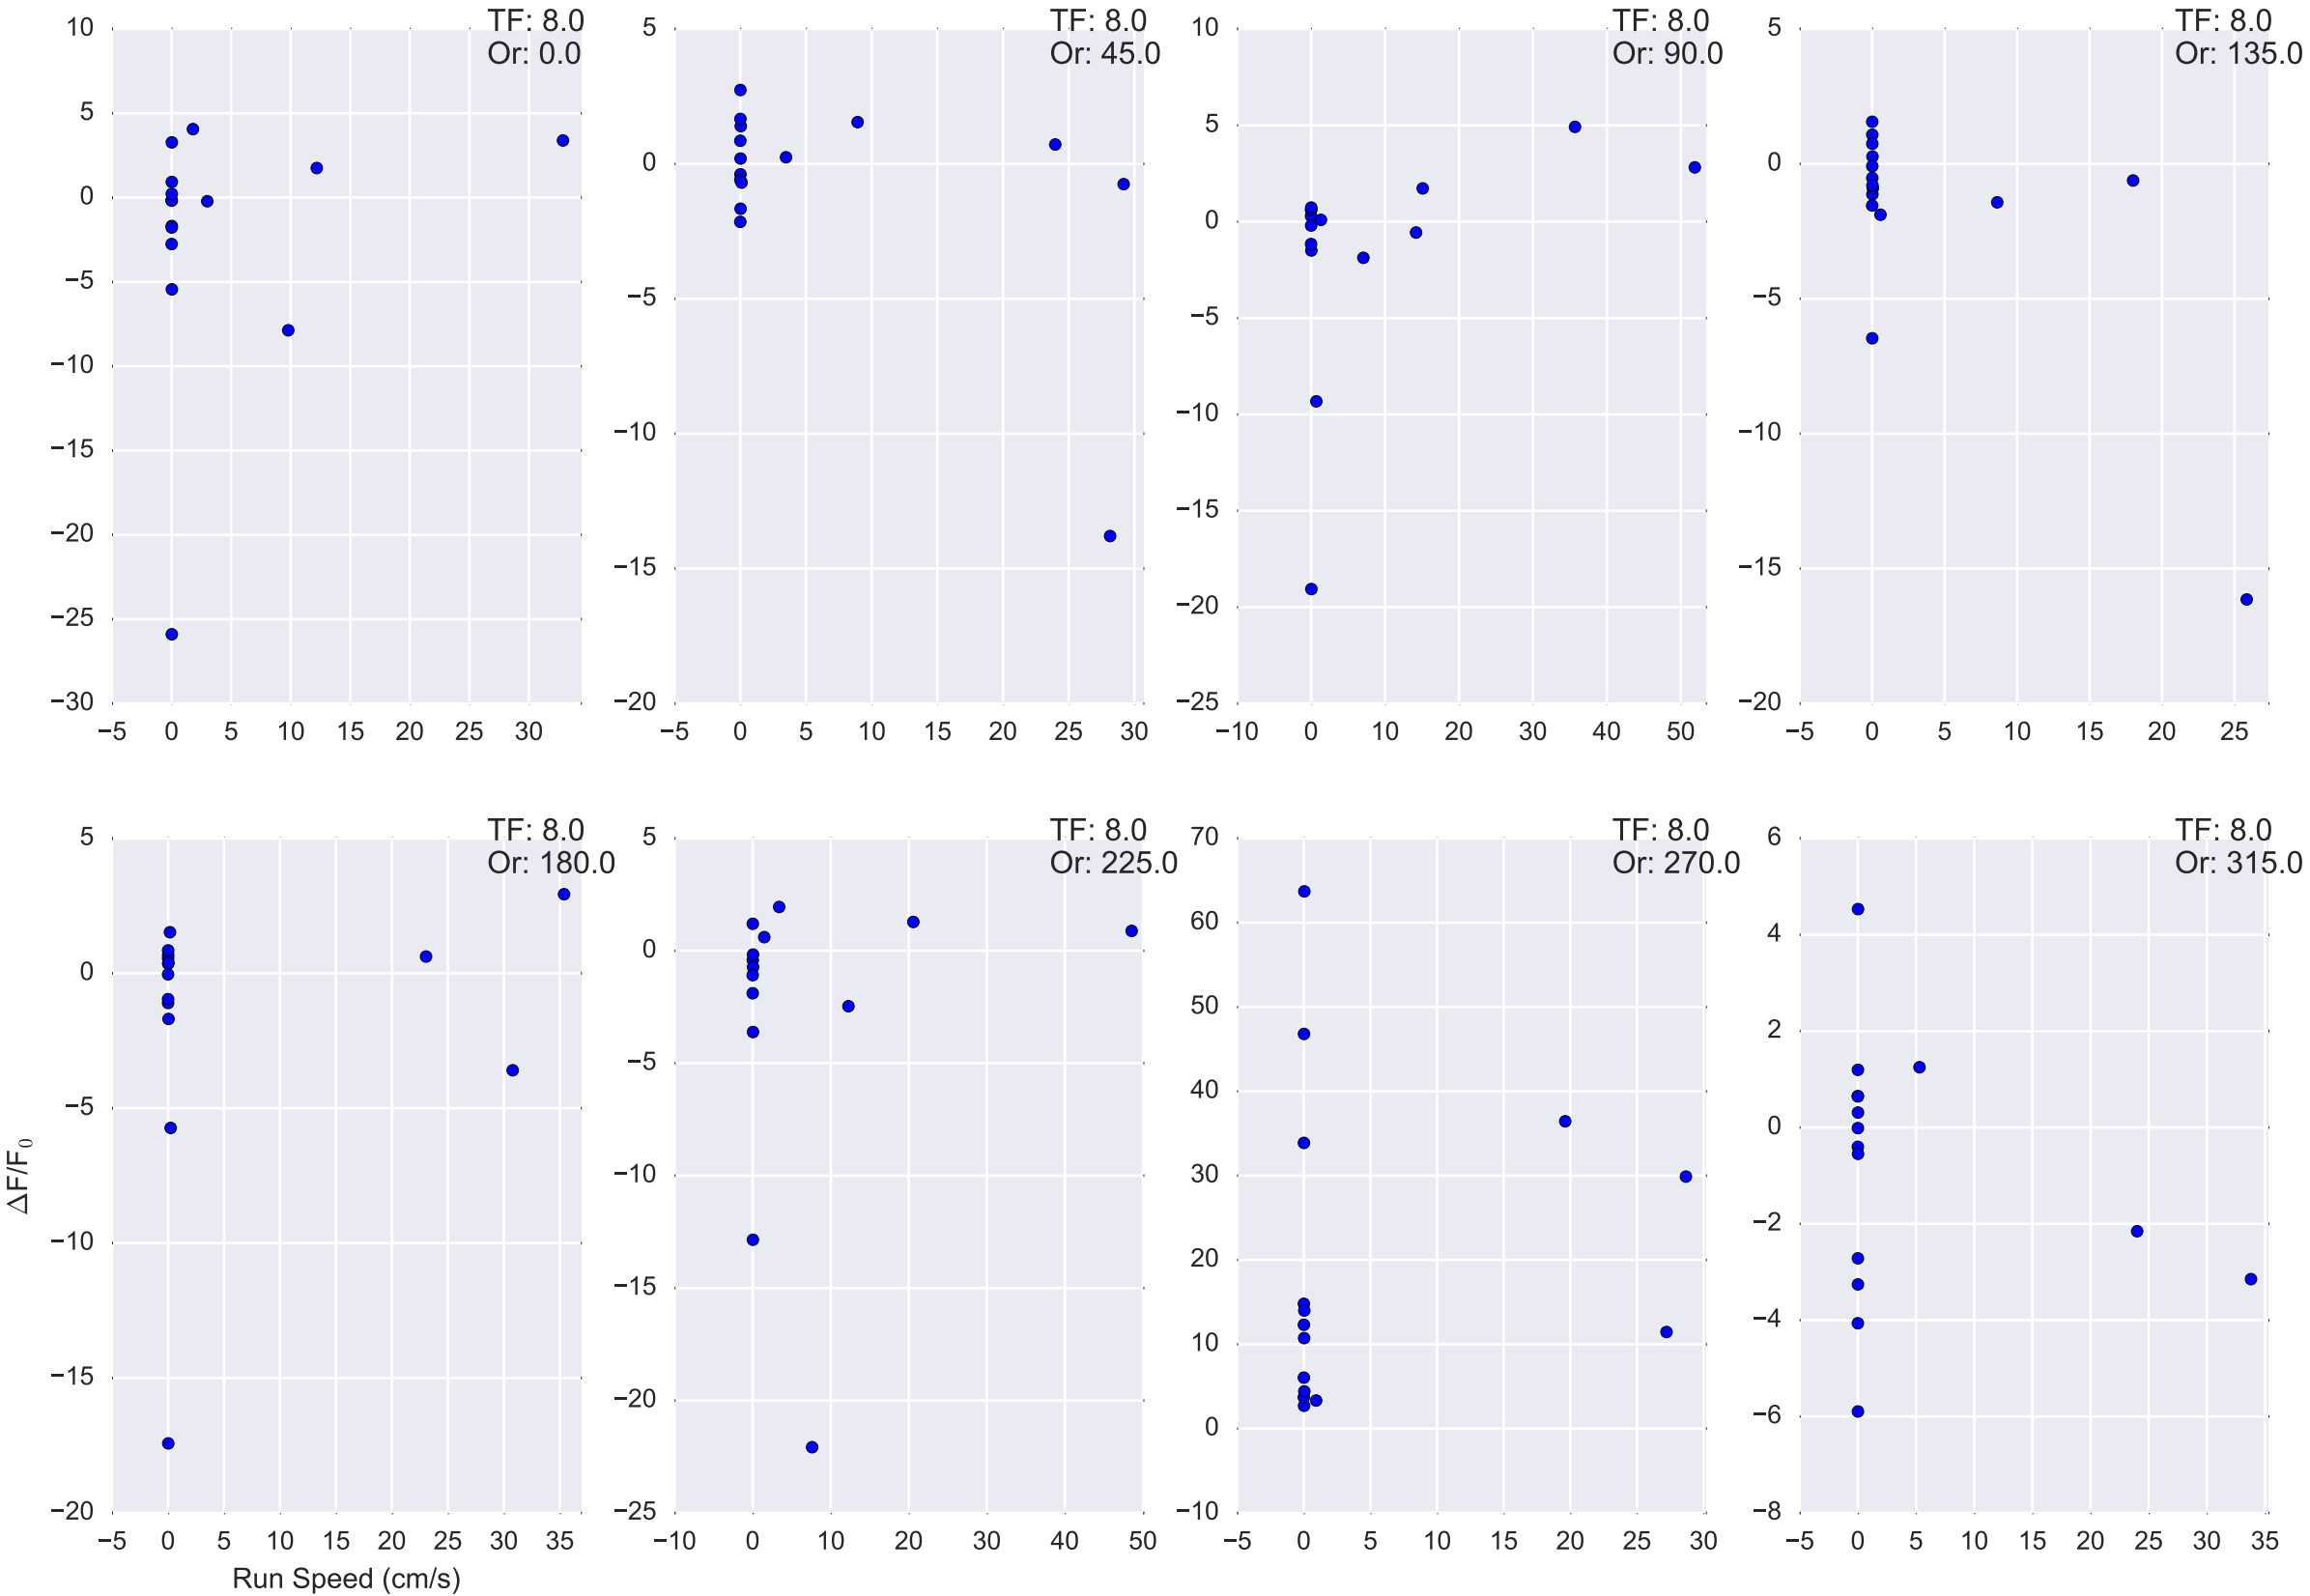 TF: 8.0
Or: 0.0
10
5
0
−5
−10
−15
−20
−25
−30
−5 0 5 10 15 20 25 30
TF: 8.0
Or: 45.0
5
0
−5
−10
−15
−20
−5 0 5 10 15 20 25 30
TF: 8.0
Or: 90.0
10
5
0
−5
−10
−15
−20
−25
−10 0 10 20 30 40 50
TF: 8.0
Or: 135.0
5
0
−5
−10
−15
−20
−5 0 5 10 15 20 25
TF: 8.0
Or: 180.0
5
0
−5
−10
−15
−20
−5 0 5 10 15 20 25 30 35
ΔF/F₀
Run Speed (cm/s)
TF: 8.0
Or: 225.0
5
0
−5
−10
−15
−20
−25
−10 0 10 20 30 40 50
TF: 8.0
Or: 270.0
70
60
50
40
30
20
10
0
−10
−5 0 5 10 15 20 25 30
TF: 8.0
Or: 315.0
6
4
2
0
−2
−4
−6
−8
−5 0 5 10 15 20 25 30 35